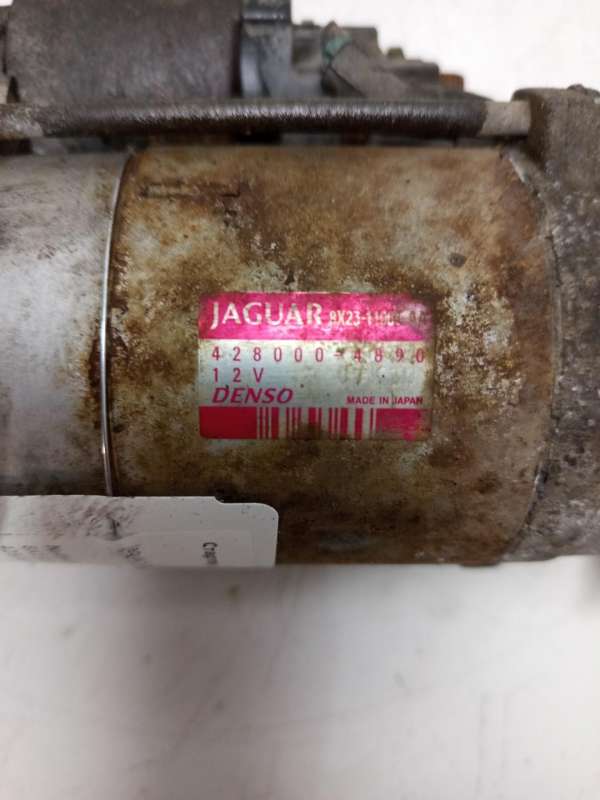 JAGUAR
428000-4890
12V
DENSO MADE IN JAPAN